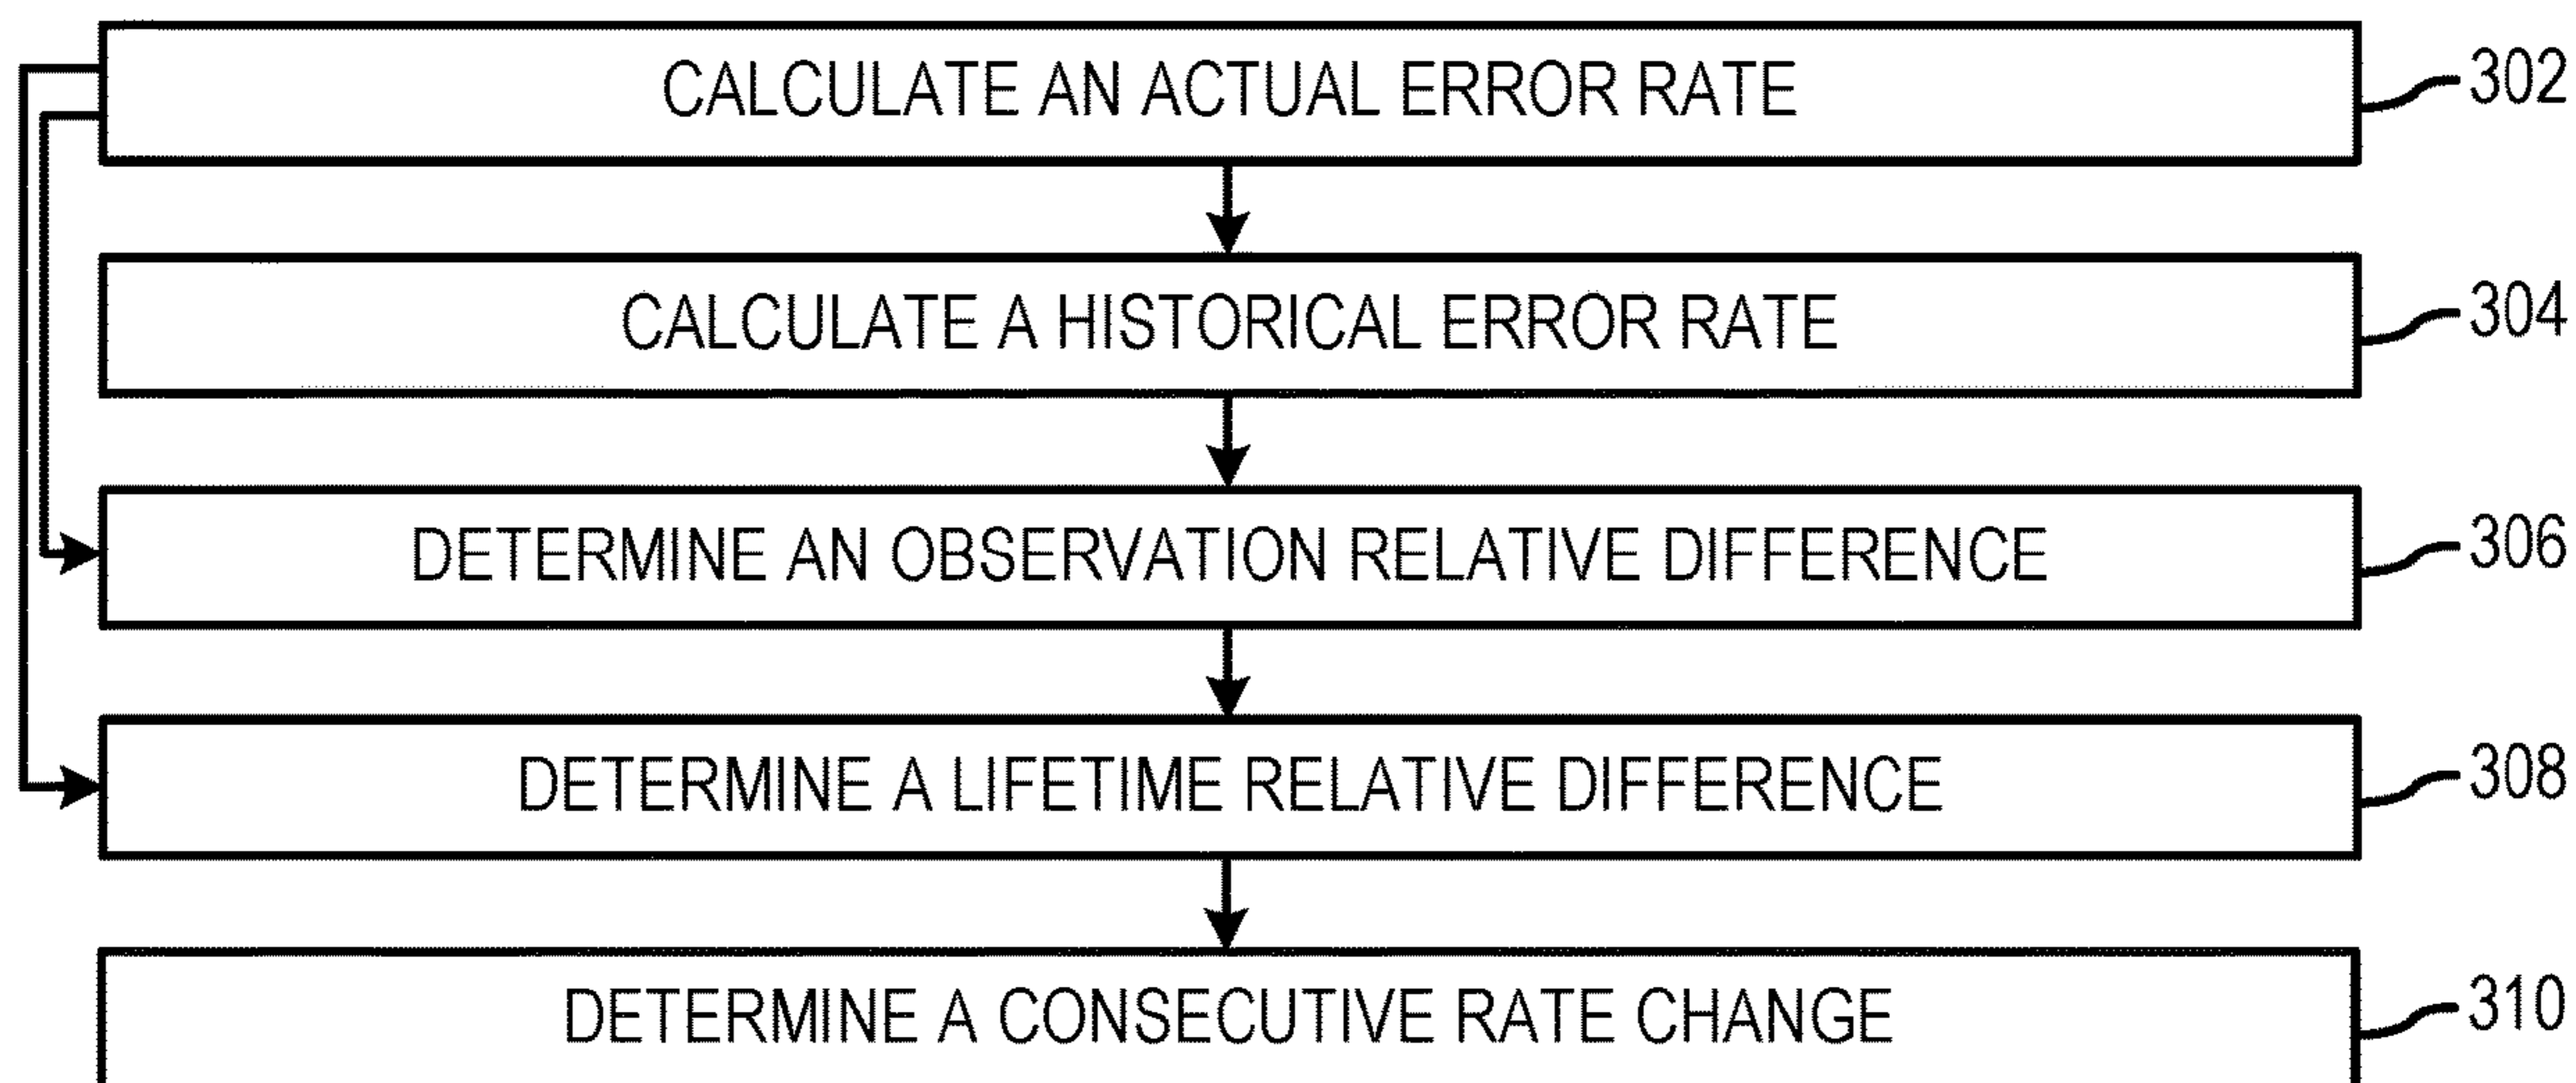 CALCULATE AN ACTUAL ERROR RATE 302
CALCULATE A HISTORICAL ERROR RATE 304
DETERMINE AN OBSERVATION RELATIVE DIFFERENCE 306
DETERMINE A LIFETIME RELATIVE DIFFERENCE 308
DETERMINE A CONSECUTIVE RATE CHANGE 310